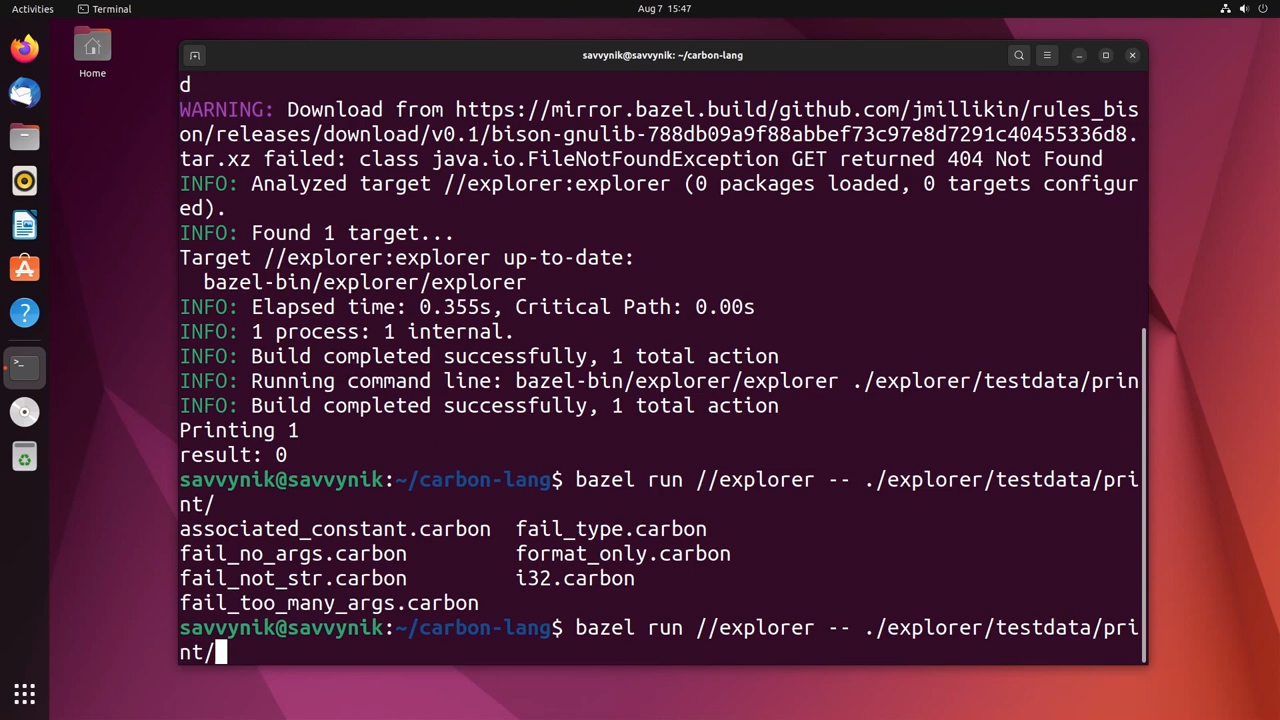 Activities
Terminal
Aug 7 15:47
Home
savvynik@savvynik: ~/carbon-lang
d
WARNING: Download from https://mirror.bazel.build/github.com/jmillikin/rules_bis
on/releases/download/v0.1/bison-gnulib-788db09a9f88abbef73c97e8d7291c40455336d8.
tar.xz failed: class java.io.FileNotFoundException GET returned 404 Not Found
INFO: Analyzed target //explorer:explorer (0 packages loaded, 0 targets configur
ed).
INFO: Found 1 target...
Target //explorer:explorer up-to-date:
  bazel-bin/explorer/explorer
INFO: Elapsed time: 0.355s, Critical Path: 0.00s
INFO: 1 process: 1 internal.
INFO: Build completed successfully, 1 total action
INFO: Running command line: bazel-bin/explorer/explorer ./explorer/testdata/prin
INFO: Build completed successfully, 1 total action
Printing 1
result: 0
savvynik@savvynik:~/carbon-lang$ bazel run //explorer -- ./explorer/testdata/pri
nt/
associated_constant.carbon  fail_type.carbon
fail_no_args.carbon         format_only.carbon
fail_not_str.carbon         i32.carbon
fail_too_many_args.carbon
savvynik@savvynik:~/carbon-lang$ bazel run //explorer -- ./explorer/testdata/pri
nt/